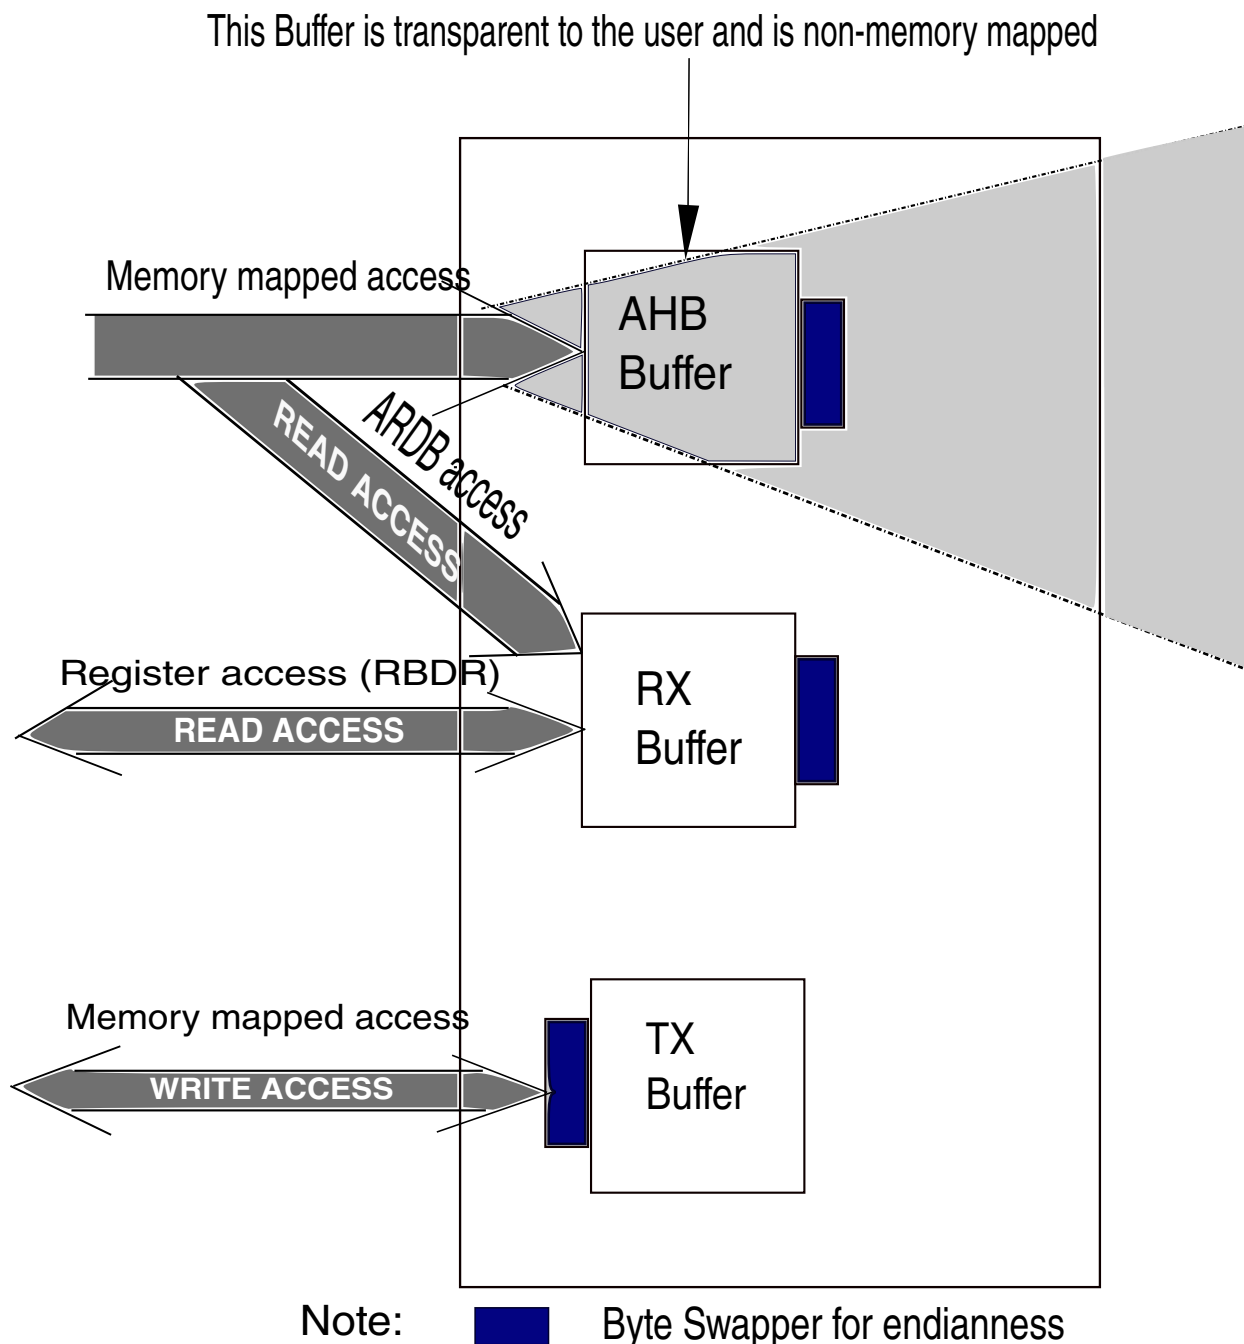 This Buffer is transparent to the user and is non-memory mapped
Memory mapped access
AHB
Buffer
READ ACCESS
ARDB access
Register access (RBDR)
READ ACCESS
RX
Buffer
Memory mapped access
WRITE ACCESS
TX
Buffer
Note:
Byte Swapper for endianness